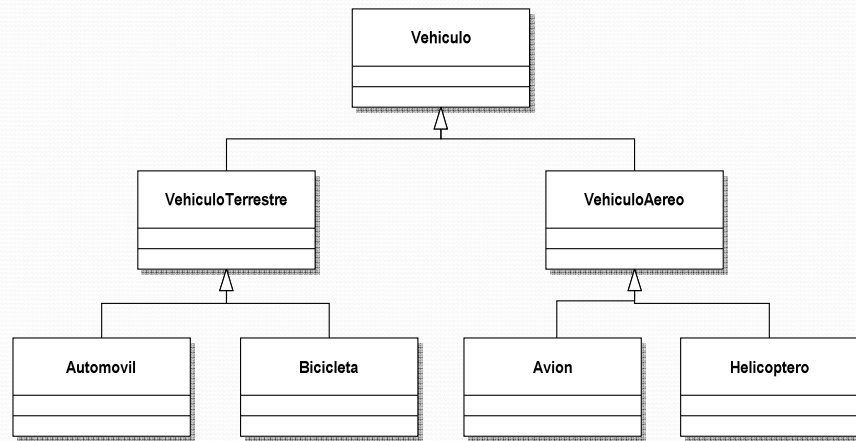 Vehiculo
VehiculoTerrestre
VehiculoAereo
Automovil
Bicicleta
Avion
Helicoptero